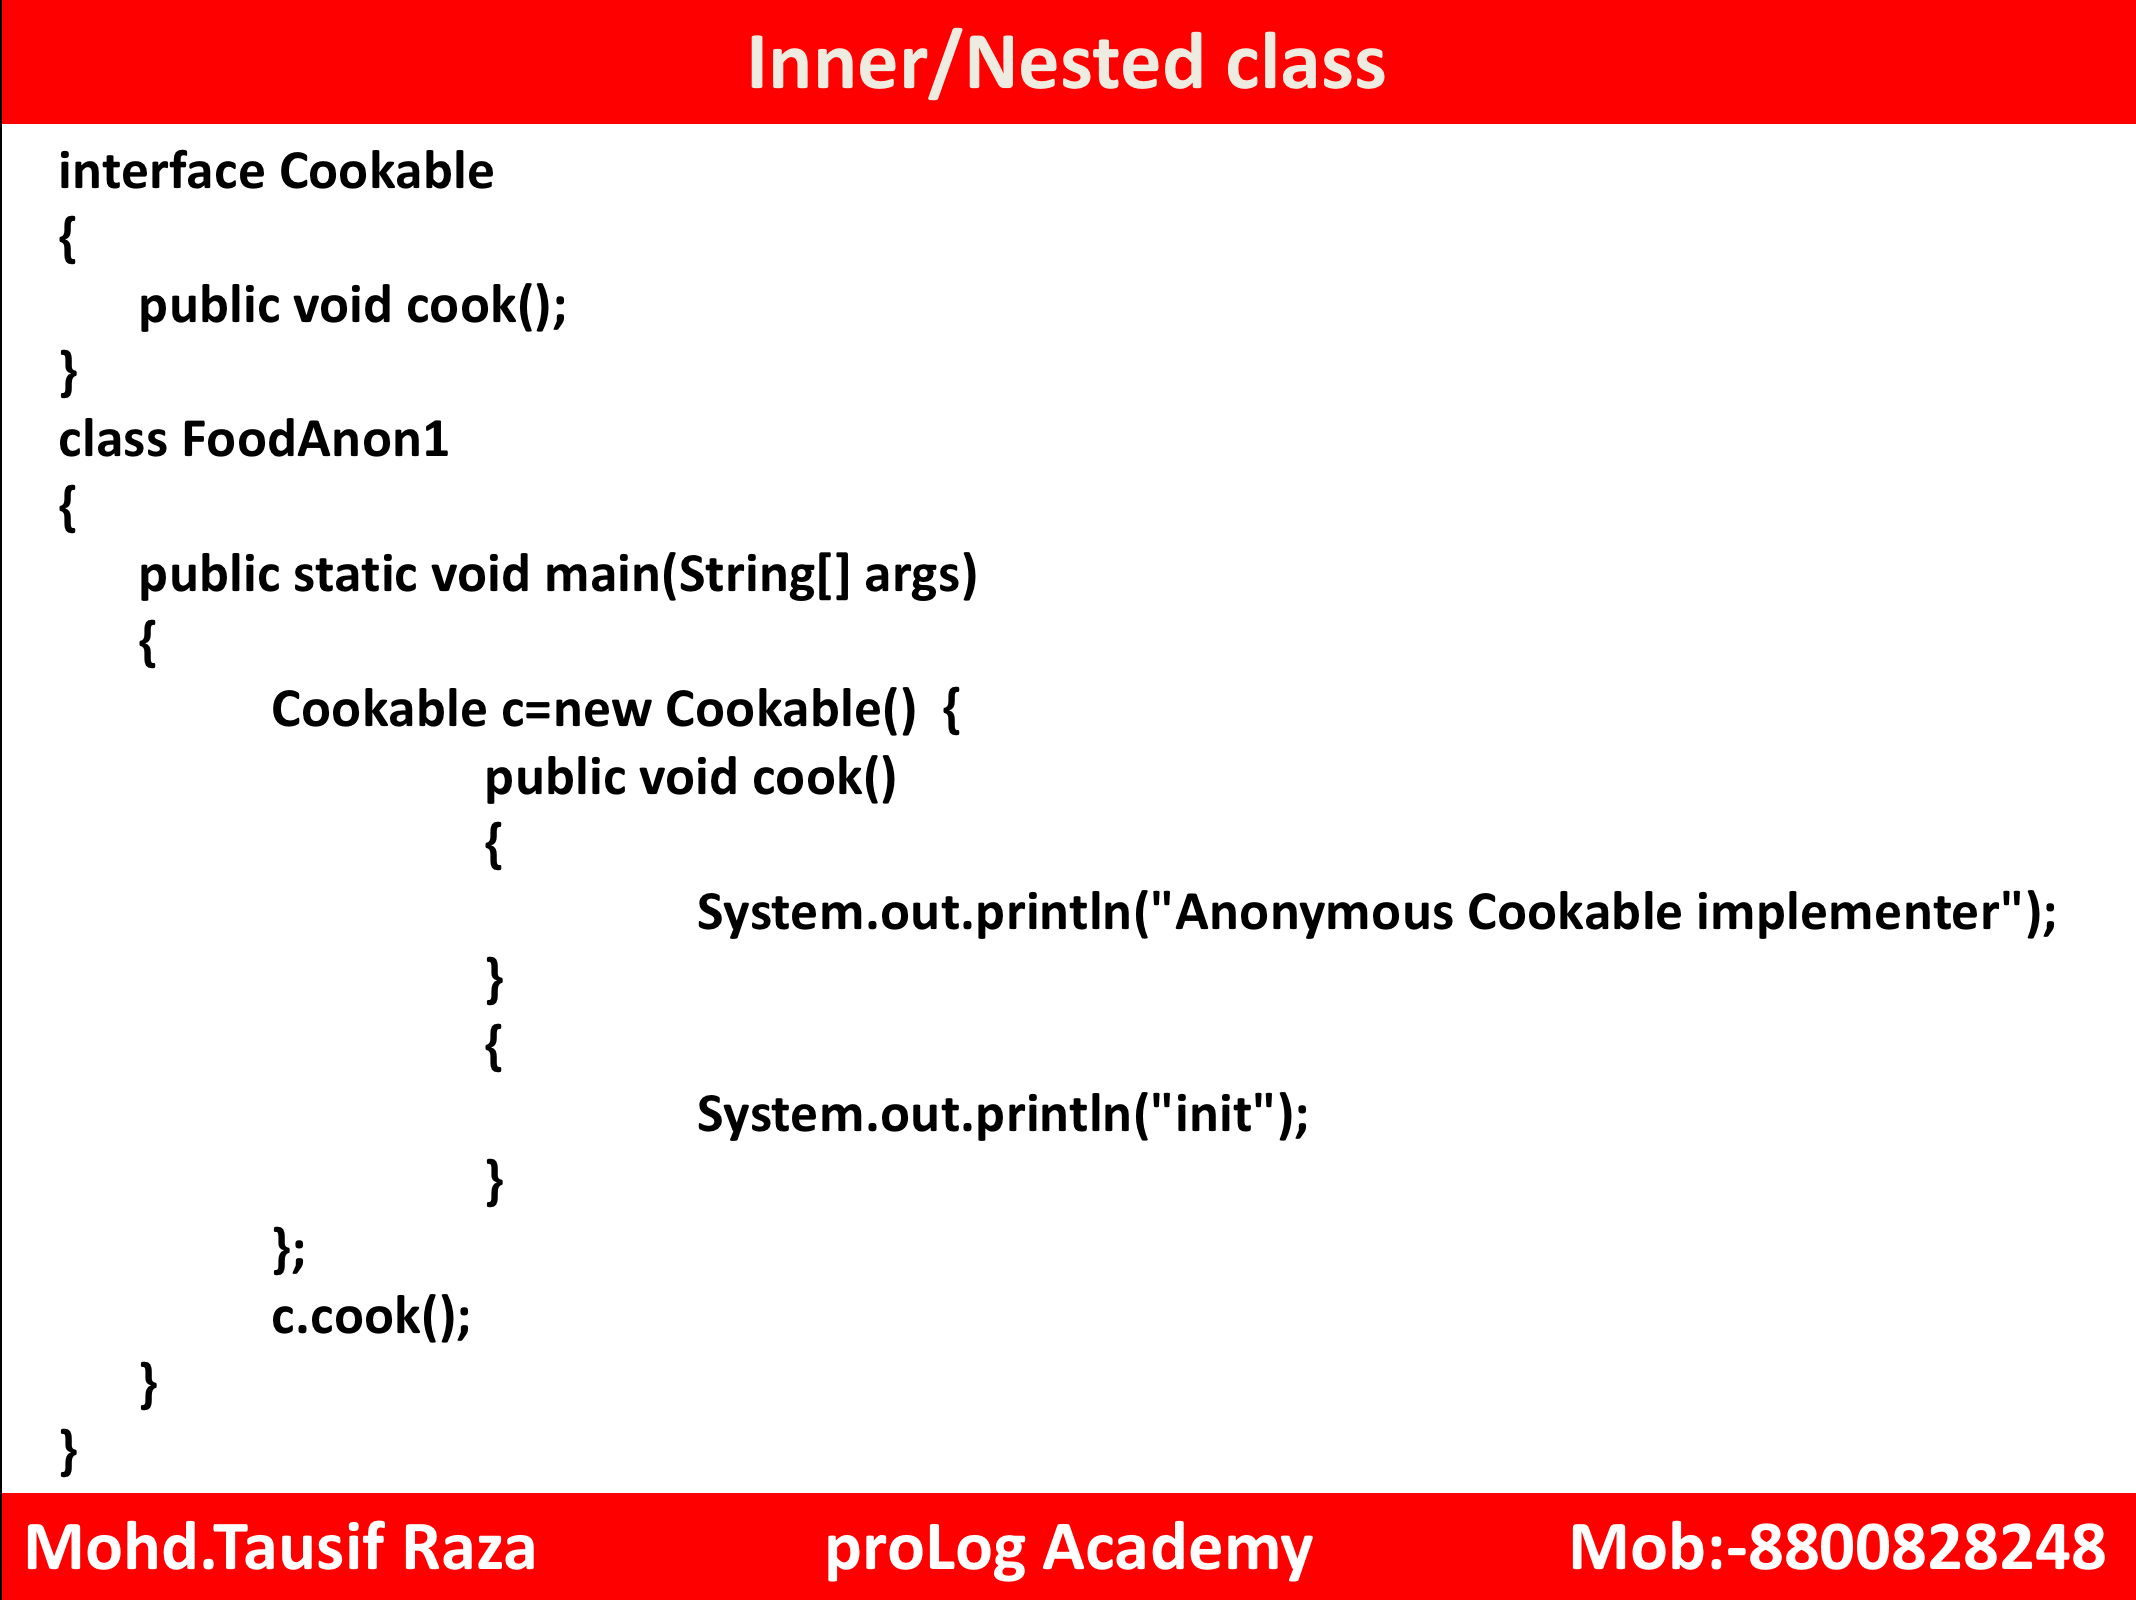 Inner/Nested class
interface Cookable
{
public void cook();
}
class FoodAnon1
{
public static void main(String[] args)
{
Cookable c=new Cookable()  {
public void cook()
{
System.out.println("Anonymous Cookable implementer");
}
{
System.out.println("init");
}
};
c.cook();
}
}
Mohd.Tausif Raza proLog Academy Mob:-8800828248